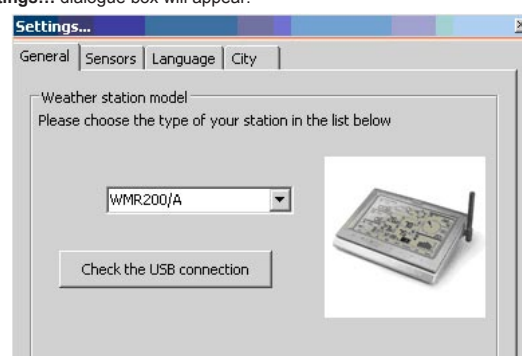 ings… dialogue box will appear:
Settings...
General Sensors Language City
Weather station model
Please choose the type of your station in the list below
WMR200/A
Check the USB connection